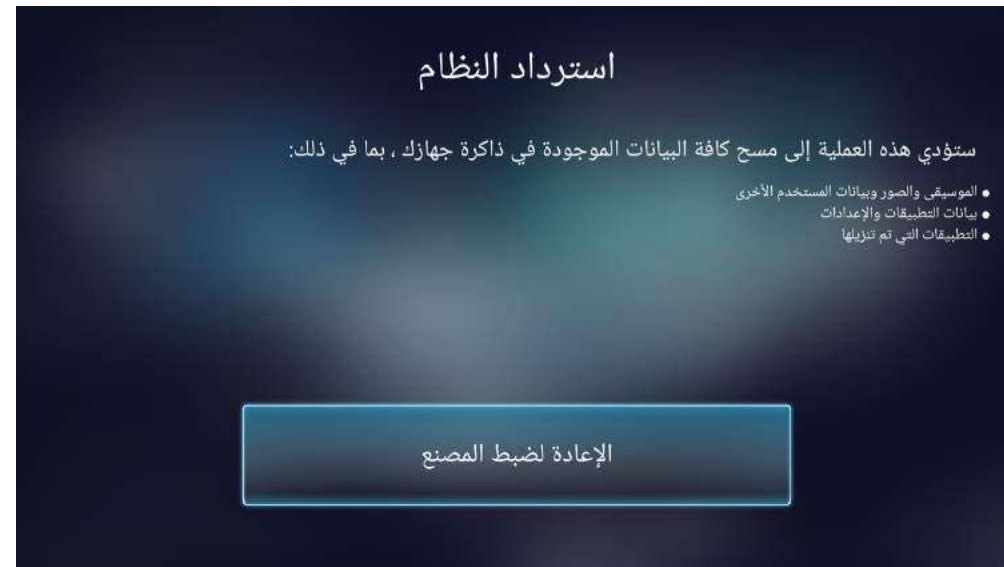 استرداد النظام
ستؤدي هذه العملية إلى مسح كافة البيانات الموجودة في ذاكرة جهازك ، بما في ذلك:
● الموسيقى والصور وبيانات المستخدم الأخرى
● بيانات التطبيقات والإعدادات
● التطبيقات التي تم تنزيلها
الإعادة لضبط المصنع